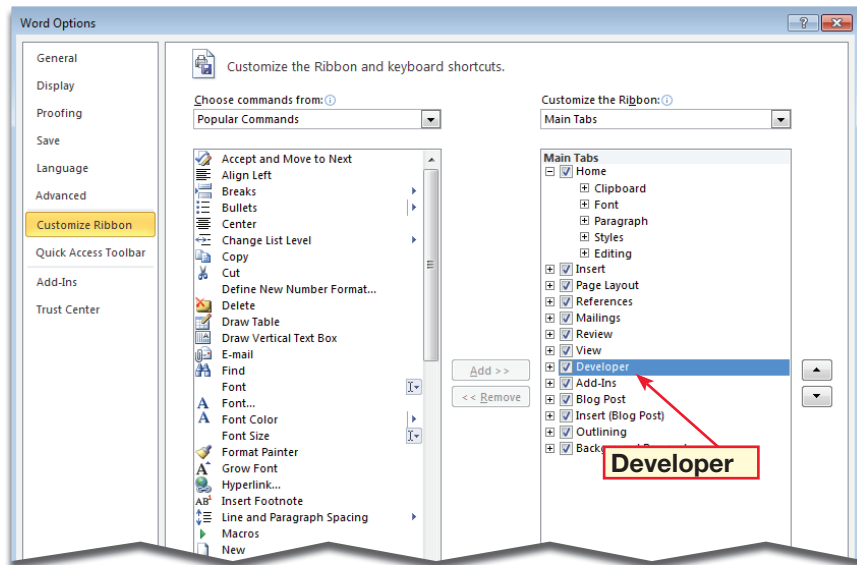 Word Options
General
Display
Proofing
Save
Language
Advanced
Customize Ribbon
Quick Access Toolbar
Add-Ins
Trust Center
Customize the Ribbon and keyboard shortcuts.
Choose commands from:
Popular Commands
Accept and Move to Next
Align Left
Breaks
Bullets
Center
Change List Level
Copy
Cut
Define New Number Format...
Delete
Draw Table
Draw Vertical Text Box
E-mail
Find
Font
Font...
Font Color
Font Size
Format Painter
Grow Font
Hyperlink...
Insert Footnote
Line and Paragraph Spacing
Macros
New
Add >>
<< Remove
Customize the Ribbon:
Main Tabs
Main Tabs
Home
Clipboard
Font
Paragraph
Styles
Editing
Insert
Page Layout
References
Mailings
Review
View
Developer
Add-Ins
Blog Post
Insert (Blog Post)
Outlining
Developer